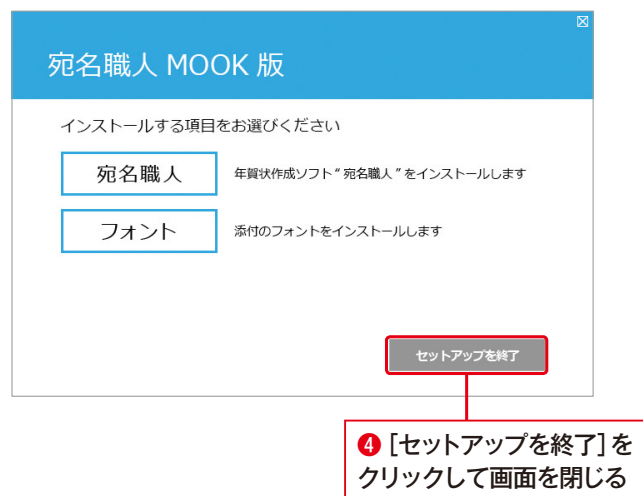 宛名職人 MOOK 版
インストールする項目をお選びください
宛名職人
年賀状作成ソフト“宛名職人”をインストールします
フォント
添付のフォントをインストールします
セットアップを終了
❹[セットアップを終了]を
クリックして画面を閉じる